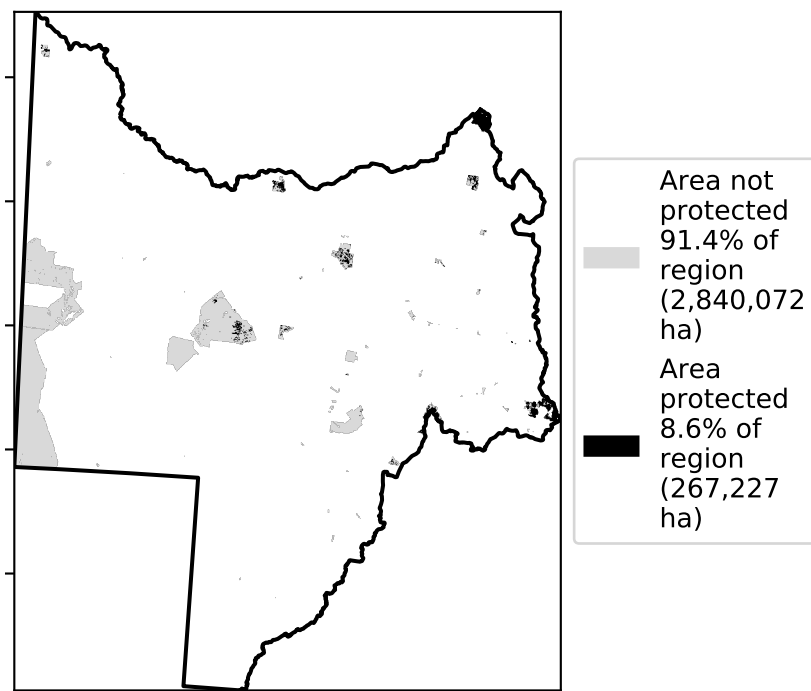 Area not
protected
91.4% of
region
(2,840,072
ha)
Area
protected
8.6% of
region
(267,227
ha)